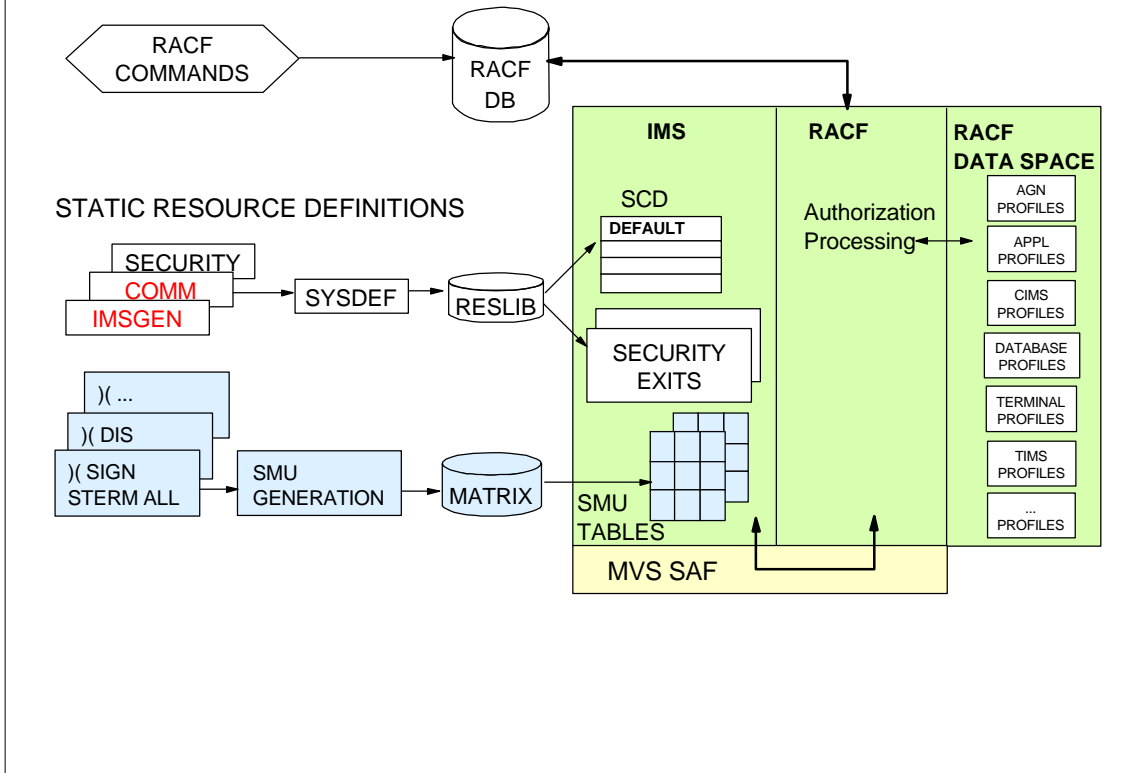 RACF
COMMANDS
RACF
DB
IMS
RACF
RACF
DATA SPACE
STATIC RESOURCE DEFINITIONS
SECURITY
COMM
IMSGEN
SYSDEF
RESLIB
SCD
DEFAULT
SECURITY
EXITS
Authorization
Processing
AGN
PROFILES
APPL
PROFILES
CIMS
PROFILES
DATABASE
PROFILES
TERMINAL
PROFILES
TIMS
PROFILES
...
PROFILES
)( ...
)( DIS
)( SIGN
STERM ALL
SMU
GENERATION
MATRIX
SMU
TABLES
MVS SAF